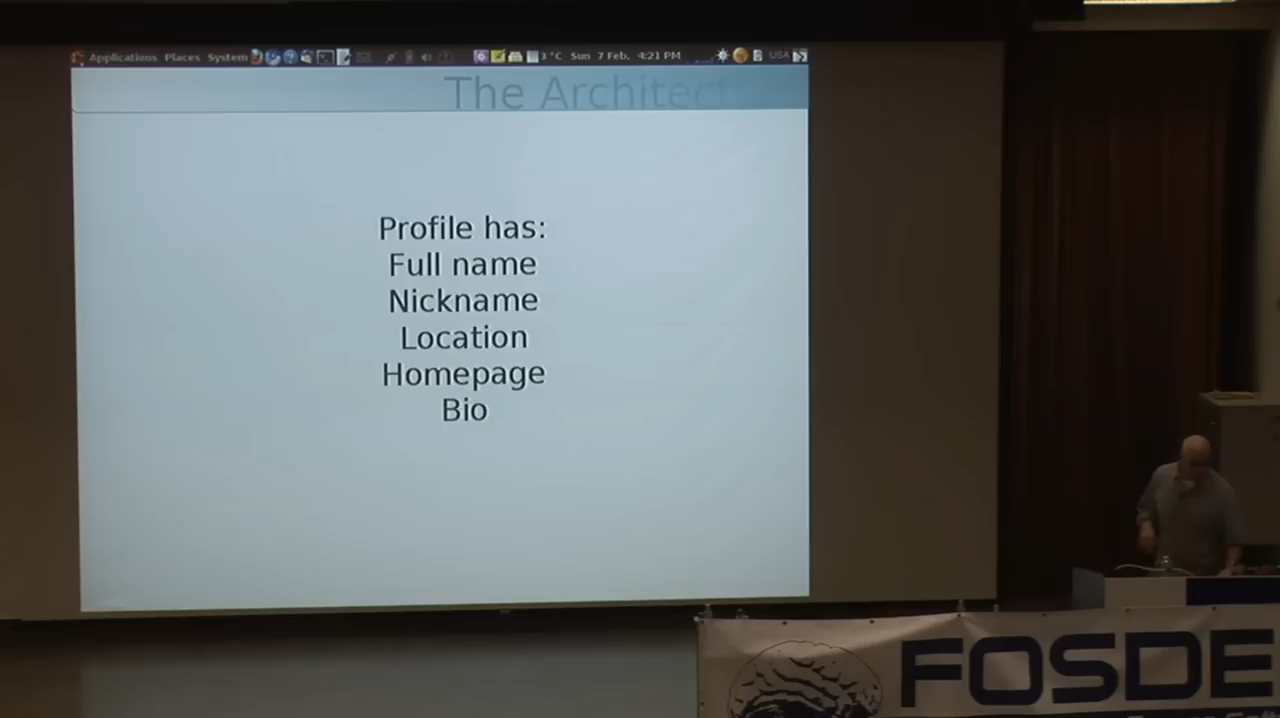 Applications Places System 3 °C Sun 7 Feb, 4:21 PM USA
The Architect
Profile has:
Full name
Nickname
Location
Homepage
Bio
FOSDE